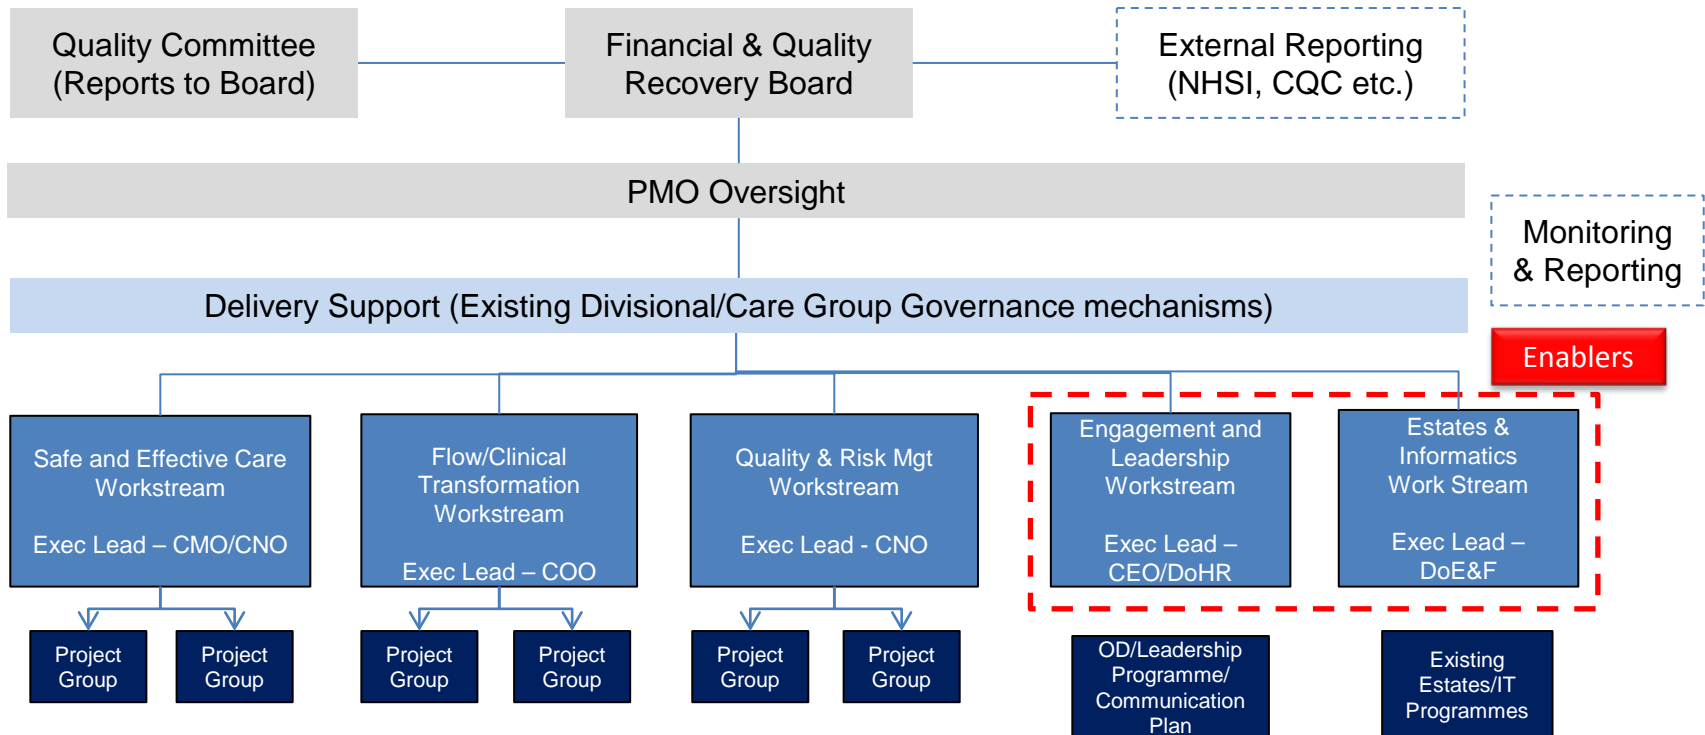 Quality Committee
(Reports to Board)
Financial & Quality
Recovery Board
External Reporting
(NHSI, CQC etc.)
PMO Oversight
Monitoring
& Reporting
Delivery Support (Existing Divisional/Care Group Governance mechanisms)
Enablers
Safe and Effective Care
Workstream
Exec Lead – CMO/CNO
Flow/Clinical
Transformation
Workstream
Exec Lead – COO
Quality & Risk Mgt
Workstream
Exec Lead - CNO
Engagement and
Leadership
Workstream
Exec Lead –
CEO/DoHR
Estates &
Informatics
Work Stream
Exec Lead –
DoE&F
Project
Group
Project
Group
Project
Group
Project
Group
Project
Group
Project
Group
OD/Leadership
Programme/
Communication
Plan
Existing
Estates/IT
Programmes